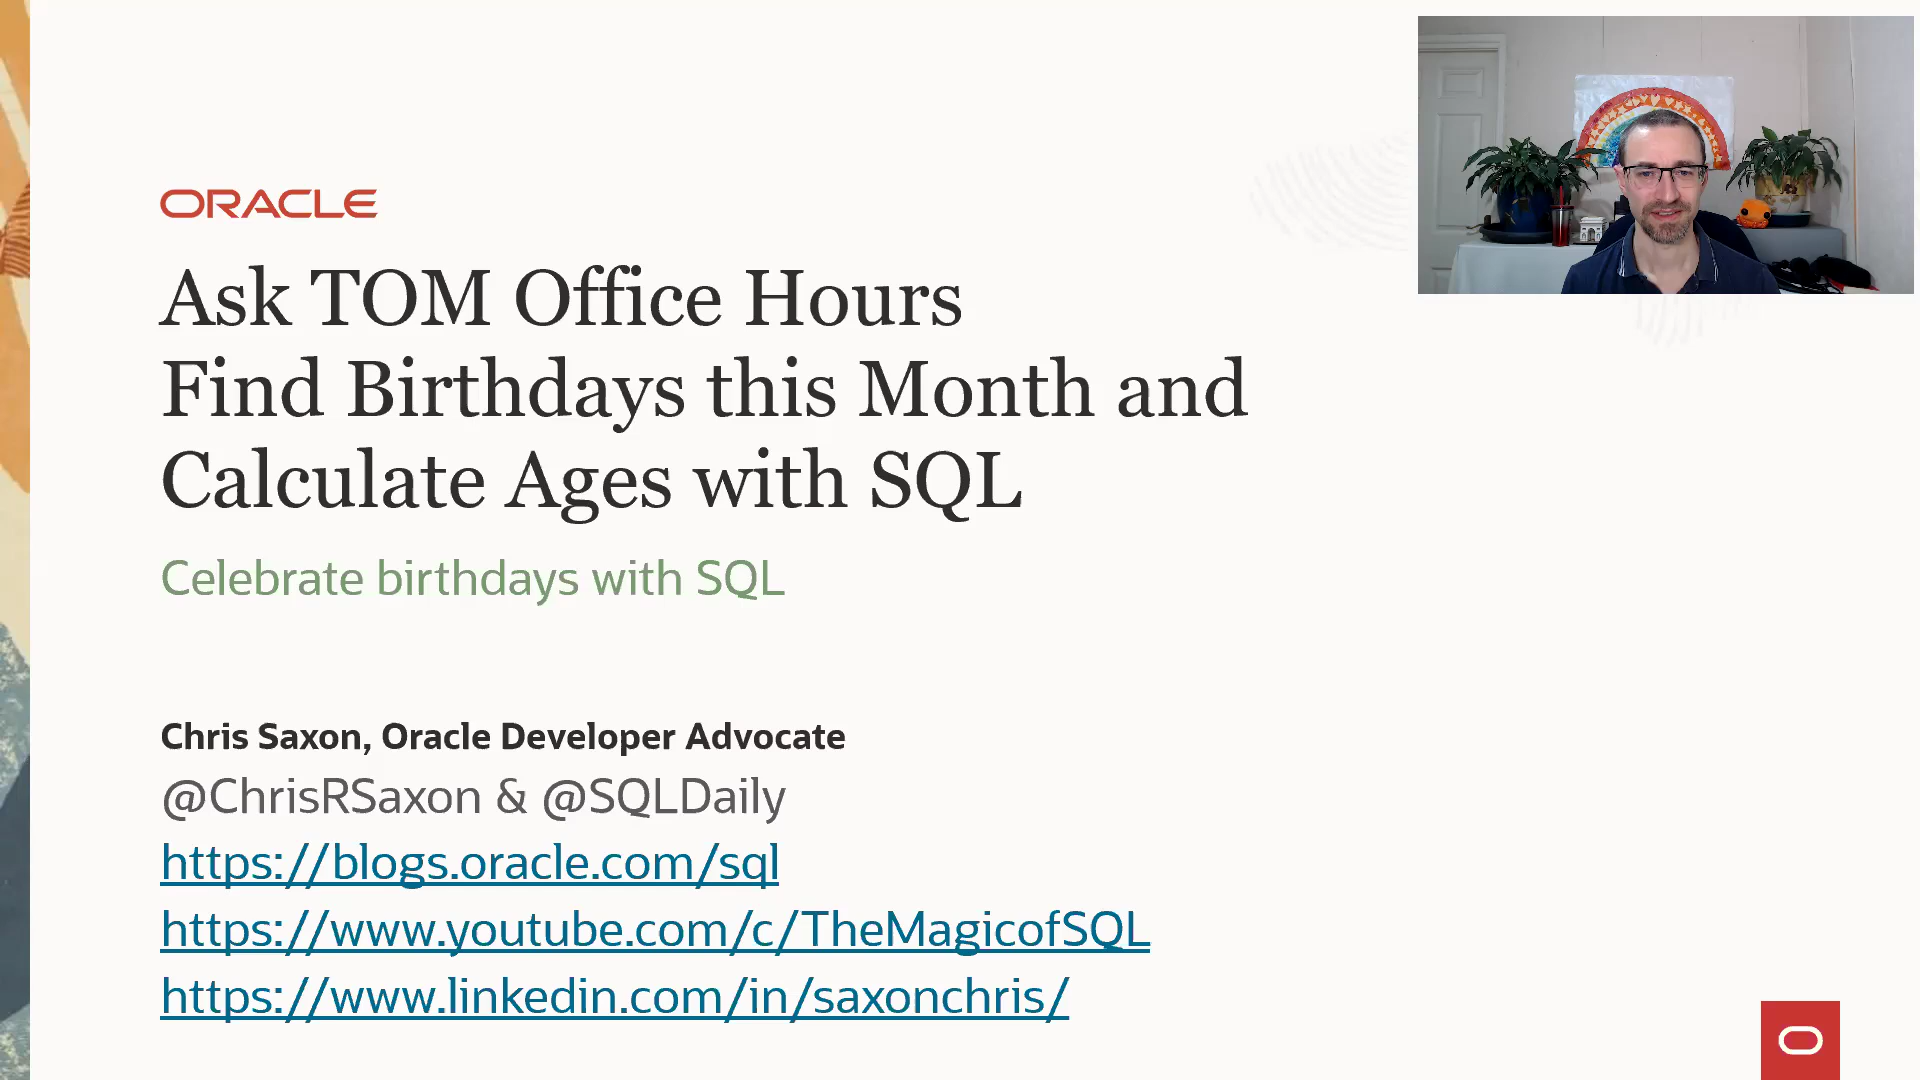 ORACLE
Ask TOM Office Hours
Find Birthdays this Month and
Calculate Ages with SQL
Celebrate birthdays with SQL
Chris Saxon, Oracle Developer Advocate
@ChrisRSaxon & @SQLDaily
https://blogs.oracle.com/sql
https://www.youtube.com/c/TheMagicofSQL
https://www.linkedin.com/in/saxonchris/